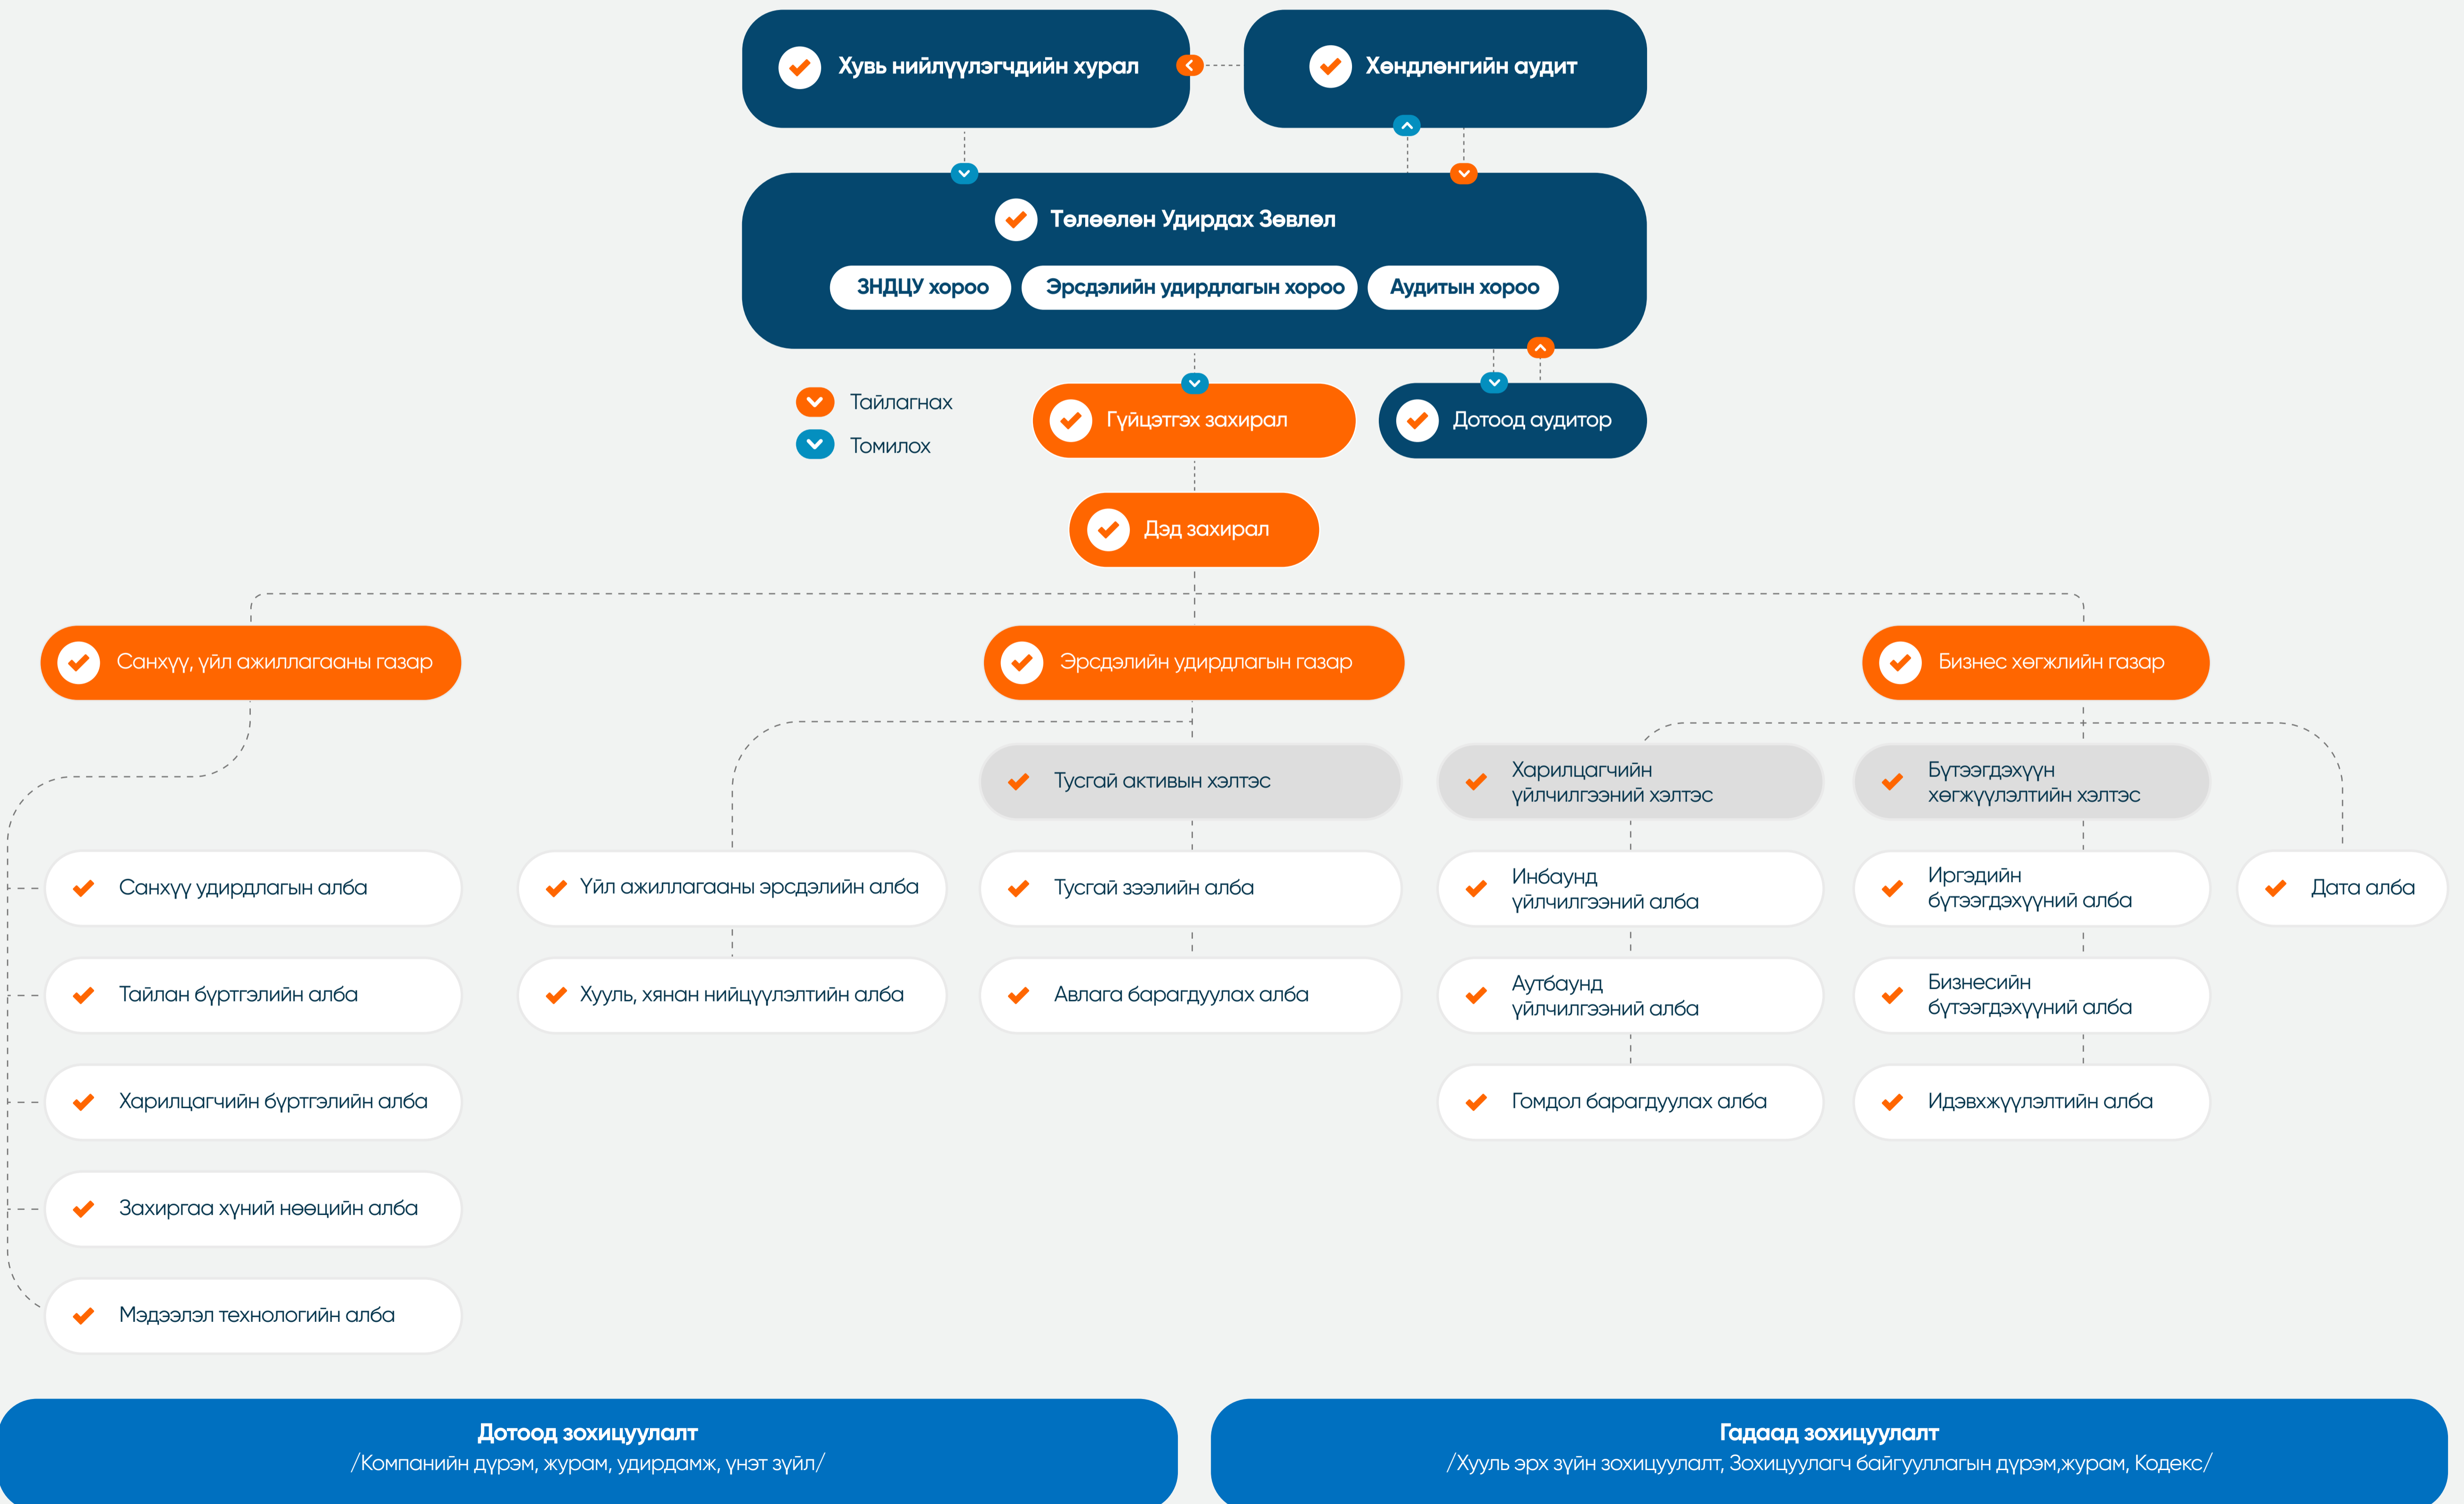 Хувь нийлүүлэгчдийн хурал
Хөндлөнгийн аудит
Төлөөлөн Удирдах Зөвлөл
ЗНДЦУ хороо
Эрсдэлийн удирдлагын хороо
Аудитын хороо
Тайлагнах
Томилох
Гүйцэтгэх захирал
Дотоод аудитор
Дэд захирал
Санхүү, үйл ажиллагааны газар
Эрсдэлийн удирдлагын газар
Бизнес хөгжлийн газар
Тусгай активын хэлтэс
Харилцагчийн
үйлчилгээний хэлтэс
Бүтээгдэхүүн
хөгжүүлэлтийн хэлтэс
Санхүү удирдлагын алба
Үйл ажиллагааны эрсдэлийн алба
Тусгай зээлийн алба
Инбаунд
үйлчилгээний алба
Иргэдийн
бүтээгдэхүүний алба
Дата алба
Тайлан бүртгэлийн алба
Хууль, хянан нийцүүлэлтийн алба
Авлага барагдуулах алба
Аутбаунд
үйлчилгээний алба
Бизнесийн
бүтээгдэхүүний алба
Харилцагчийн бүртгэлийн алба
Гомдол барагдуулах алба
Идэвхжүүлэлтийн алба
Захиргаа хүний нөөцийн алба
Мэдээлэл технологийн алба
Дотоод зохицуулалт
/Компанийн дүрэм, журам, удирдамж, үнэт зүйл/
Гадаад зохицуулалт
/Хууль эрх зүйн зохицуулалт, Зохицуулагч байгууллагын дүрэм,журам, Кодекс/